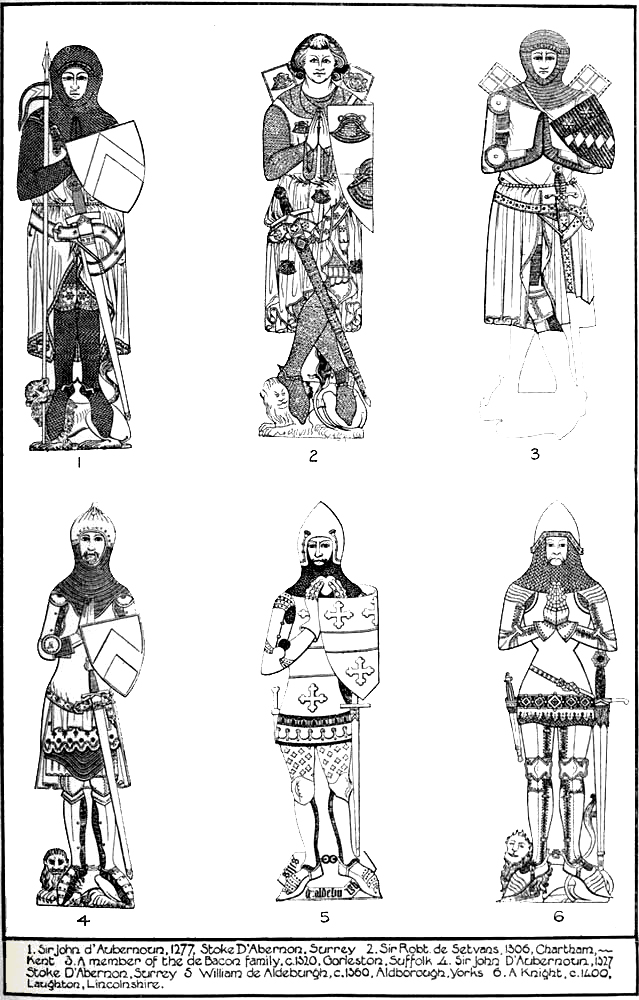 1
2
3
4
5
6
1. Sir John d'Aubernoun, 1277, Stoke D'Abernon, Surrey 2. Sir Robt. de Setvans, 1306, Chartham,
Kent 3. A member of the de Bacon family, c.1320, Gorleston, Suffolk 4. Sir John D'Aubernoun, 1327
Stoke D'Abernon, Surrey 5 William de Aldeburgh, c.1360, Aldborough, Yorks 6. A Knight, c.1400,
Laughton, Lincolnshire.